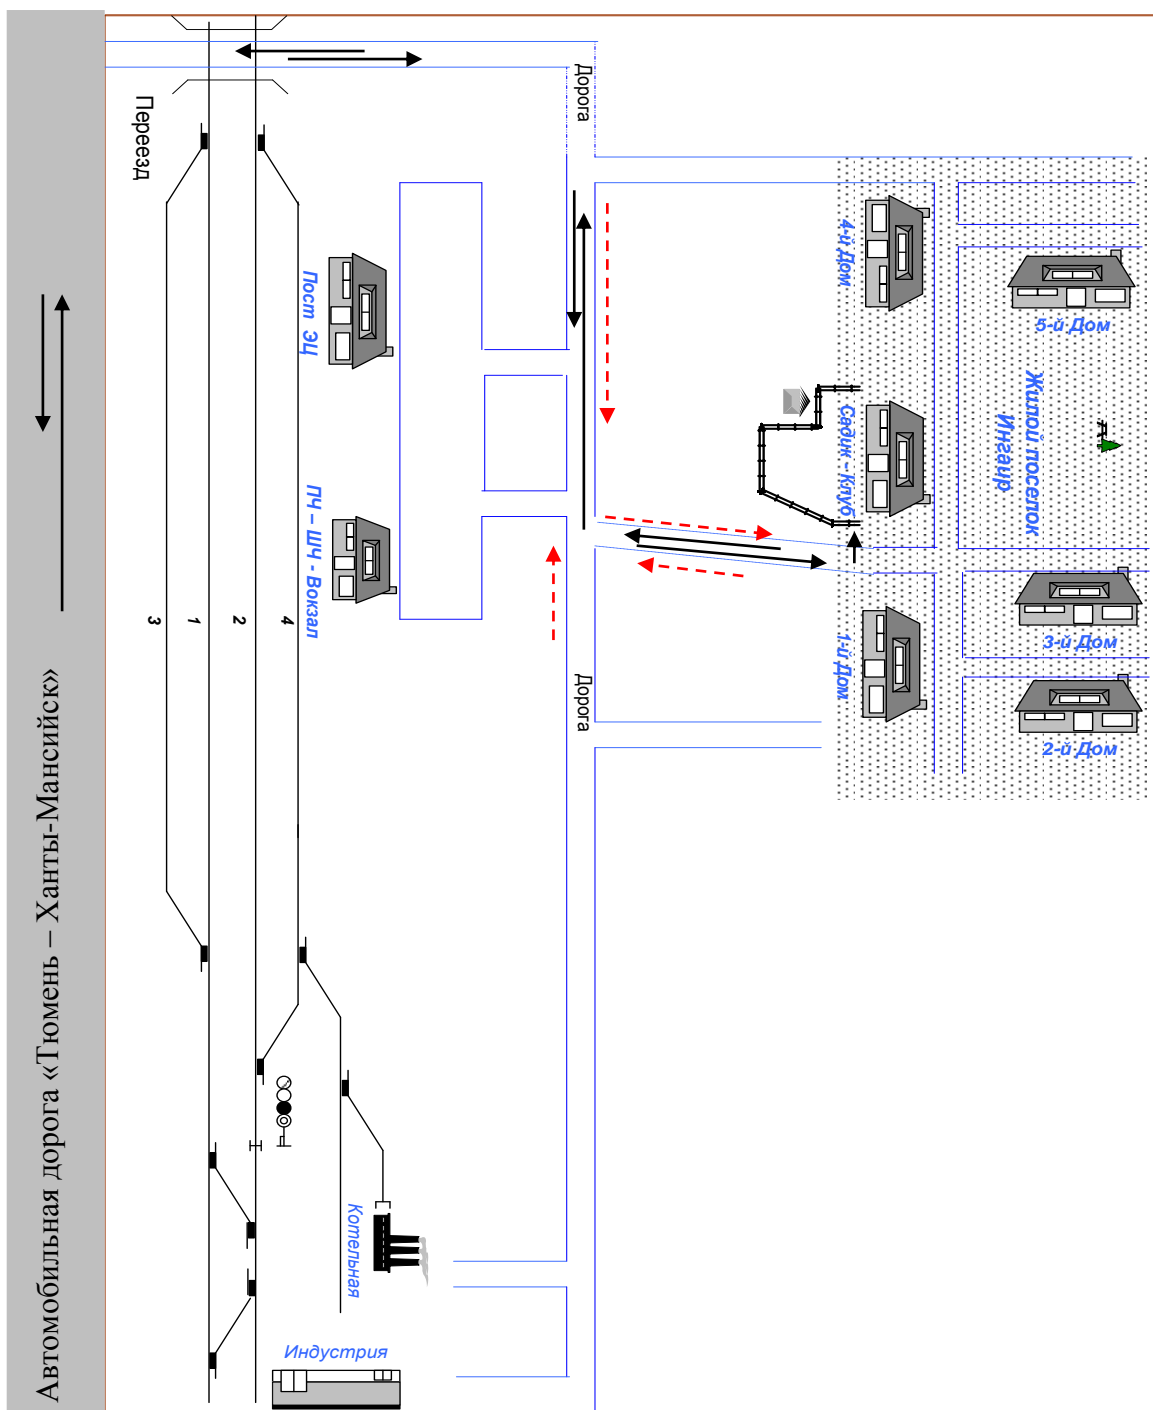 Автомобильная дорога «Тюмень – Ханты-Мансийск»
Переезд
Дорога
Пост ЭЦ
4-й Дом
5-й Дом
Жилой поселок
Ингаир
Садик - Клуб
ПЧ – ШЧ - Вокзал
3
1
2
4
1-й Дом
3-й Дом
Дорога
2-й Дом
Котельная
Индустрия